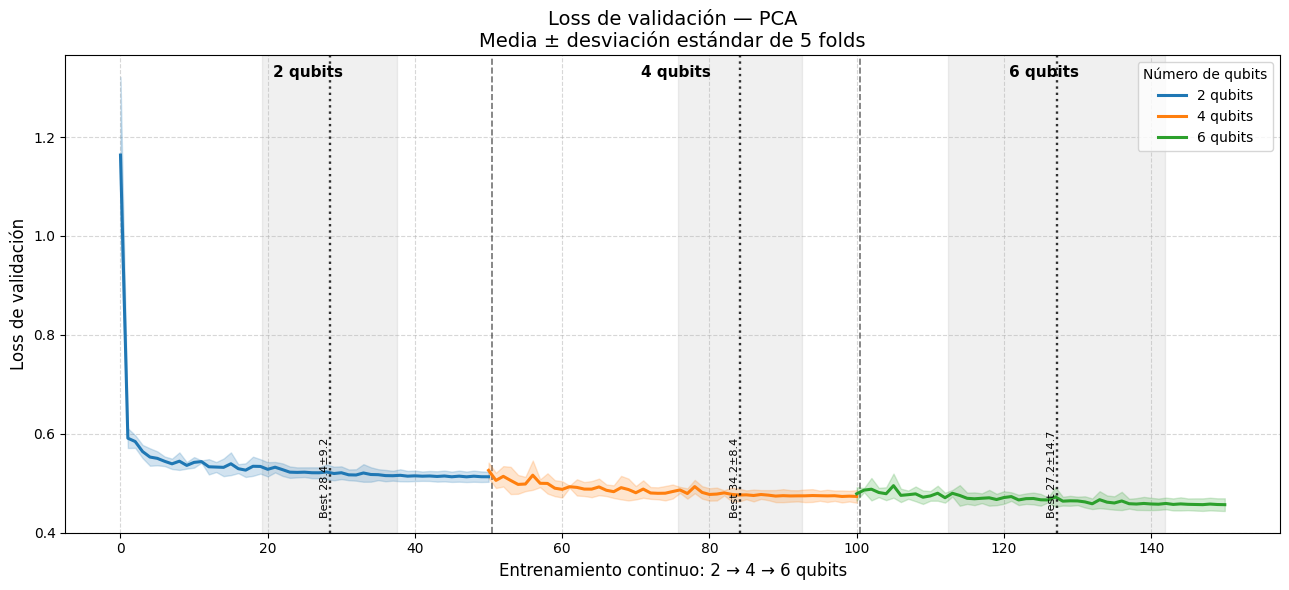 Loss de validación — PCA
Media ± desviación estándar de 5 folds
2 qubits
4 qubits
6 qubits
Número de qubits
2 qubits
4 qubits
6 qubits
Loss de validación
1.2
1.0
0.8
0.6
0.4
Best 28.4±9.2
Best 34.2±8.4
Best 27.2±14.7
0
20
40
60
80
100
120
140
Entrenamiento continuo: 2 → 4 → 6 qubits